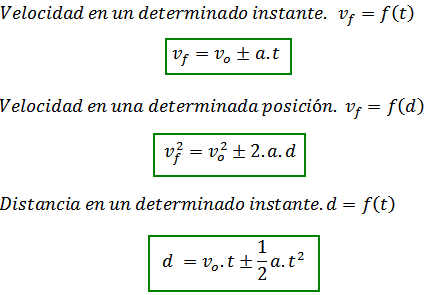 Velocidad en un determinado instante. v_f = f(t)
v_f = v_o ± a.t
Velocidad en una determinada posición. v_f = f(d)
v_f^2 = v_o^2 ± 2.a.d
Distancia en un determinado instante. d = f(t)
d = v_o.t ± \frac{1}{2} a.t^2